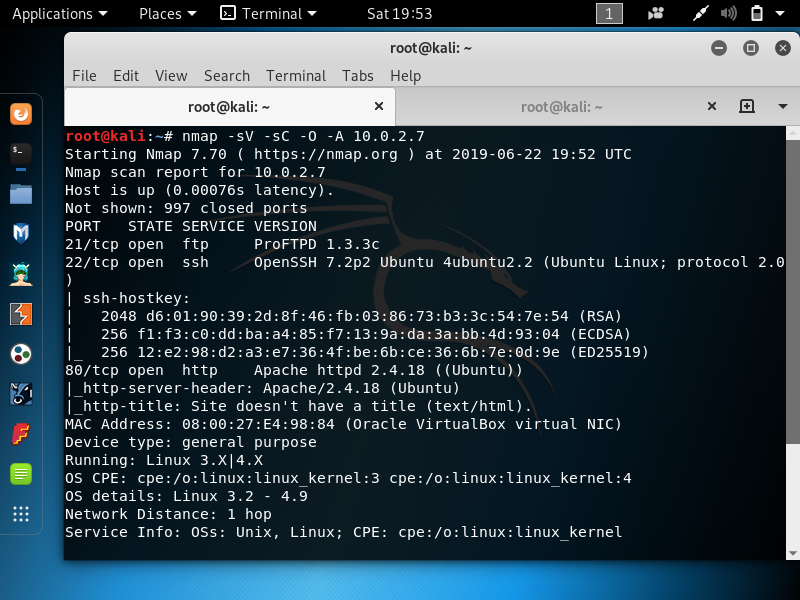 Applications Places Terminal Sat 19:53 1
root@kali: ~
File Edit View Search Terminal Tabs Help
root@kali: ~ root@kali: ~
root@kali:~# nmap -sV -sC -O -A 10.0.2.7
Starting Nmap 7.70 ( https://nmap.org ) at 2019-06-22 19:52 UTC
Nmap scan report for 10.0.2.7
Host is up (0.00076s latency).
Not shown: 997 closed ports
PORT   STATE SERVICE VERSION
21/tcp open  ftp     ProFTPD 1.3.3c
22/tcp open  ssh     OpenSSH 7.2p2 Ubuntu 4ubuntu2.2 (Ubuntu Linux; protocol 2.0
)
| ssh-hostkey:
|   2048 d6:01:90:39:2d:8f:46:fb:03:86:73:b3:3c:54:7e:54 (RSA)
|   256 f1:f3:c0:dd:ba:a4:85:f7:13:9a:da:3a:bb:4d:93:04 (ECDSA)
|_  256 12:e2:98:d2:a3:e7:36:4f:be:6b:ce:36:6b:7e:0d:9e (ED25519)
80/tcp open  http    Apache httpd 2.4.18 ((Ubuntu))
|_http-server-header: Apache/2.4.18 (Ubuntu)
|_http-title: Site doesn't have a title (text/html).
MAC Address: 08:00:27:E4:98:84 (Oracle VirtualBox virtual NIC)
Device type: general purpose
Running: Linux 3.X|4.X
OS CPE: cpe:/o:linux:linux_kernel:3 cpe:/o:linux:linux_kernel:4
OS details: Linux 3.2 - 4.9
Network Distance: 1 hop
Service Info: OSs: Unix, Linux; CPE: cpe:/o:linux:linux_kernel